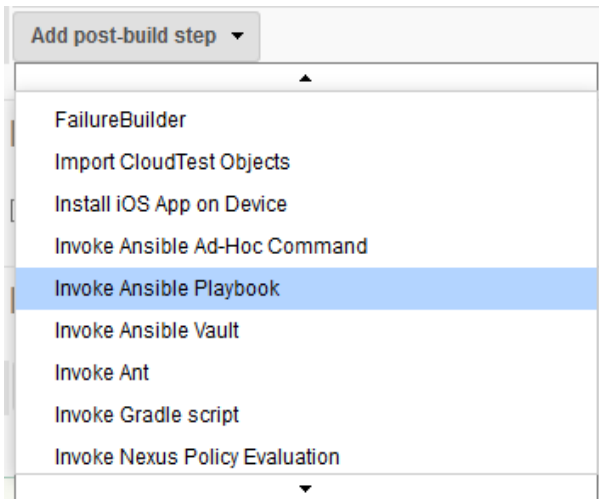 Add post-build step
FailureBuilder
Import CloudTest Objects
Install iOS App on Device
Invoke Ansible Ad-Hoc Command
Invoke Ansible Playbook
Invoke Ansible Vault
Invoke Ant
Invoke Gradle script
Invoke Nexus Policy Evaluation